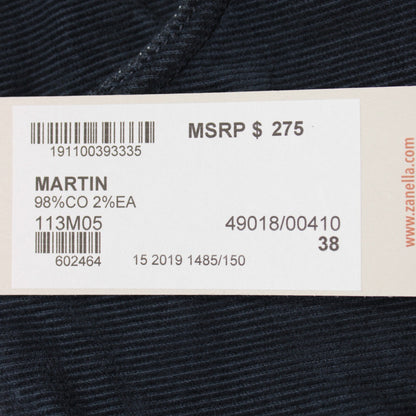 MSRP $ 275
191100393335
MARTIN
98%CO 2%EA
113M05 49018/00410
38
602464 15 2019 1485/150
www.zanella.com